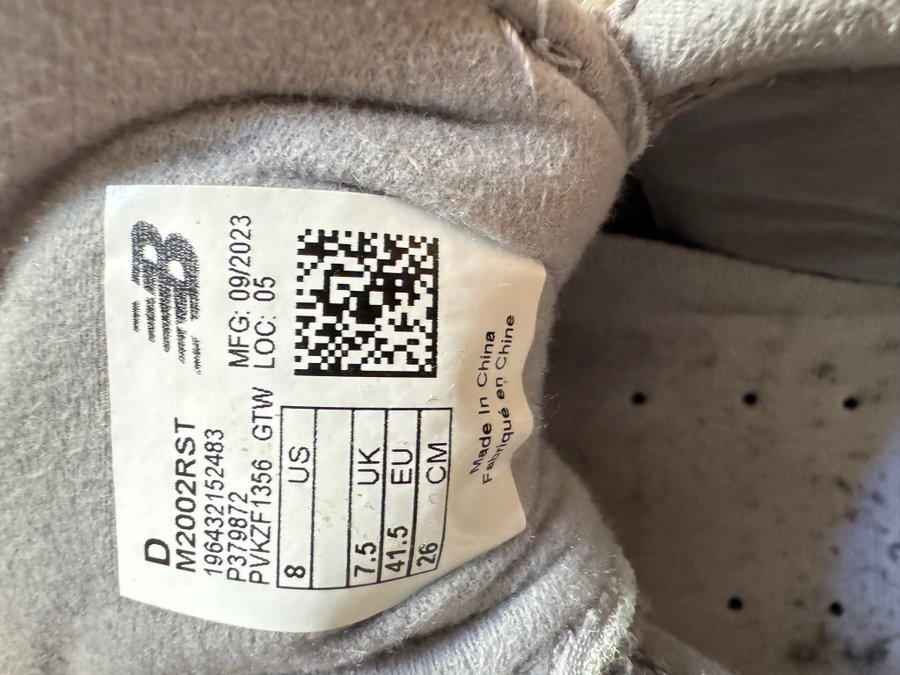 NB
MFG: 09/2023
LOC: 05
D
M2002RST
196432152483
P379872
PVKZF1356 GTW
8 US
7.5 UK
41.5 EU
26 CM
Made In China
Fabriqué en Chine